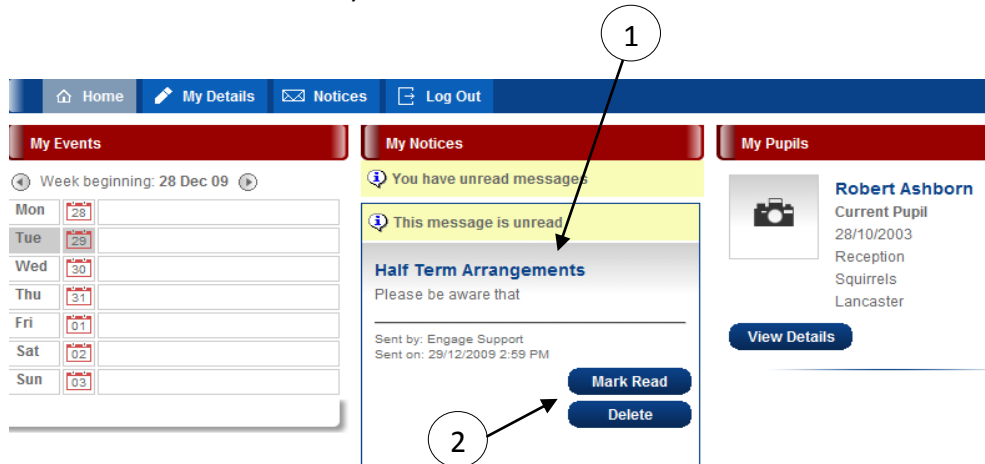 1
Home My Details Notices Log Out
My Events
Week beginning: 28 Dec 09
Mon 28
Tue 29
Wed 30
Thu 31
Fri 01
Sat 02
Sun 03
My Notices
You have unread messages
This message is unread
Half Term Arrangements
Please be aware that
Sent by: Engage Support
Sent on: 29/12/2009 2:59 PM
Mark Read
Delete
2
My Pupils
Robert Ashborn
Current Pupil
28/10/2003
Reception
Squirrels
Lancaster
View Details